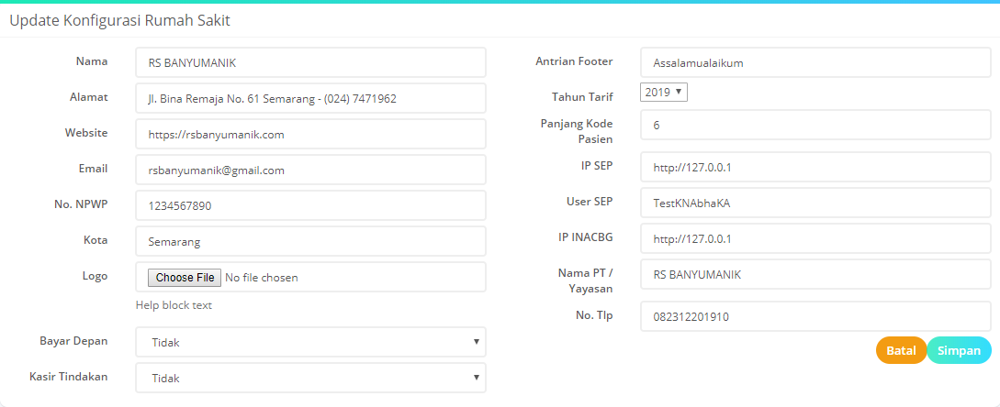 Update Konfigurasi Rumah Sakit
Nama
RS BANYUMANIK
Alamat
Jl. Bina Remaja No. 61 Semarang - (024) 7471962
Website
https://rsbanyumanik.com
Email
rsbanyumanik@gmail.com
No. NPWP
1234567890
Kota
Semarang
Logo
Choose File No file chosen
Help block text
Bayar Depan
Tidak
Kasir Tindakan
Tidak
Antrian Footer
Assalamualaikum
Tahun Tarif
2019
Panjang Kode
Pasien
6
IP SEP
http://127.0.0.1
User SEP
TestKNAbhaKA
IP INACBG
http://127.0.0.1
Nama PT /
Yayasan
RS BANYUMANIK
No. Tlp
082312201910
Batal
Simpan